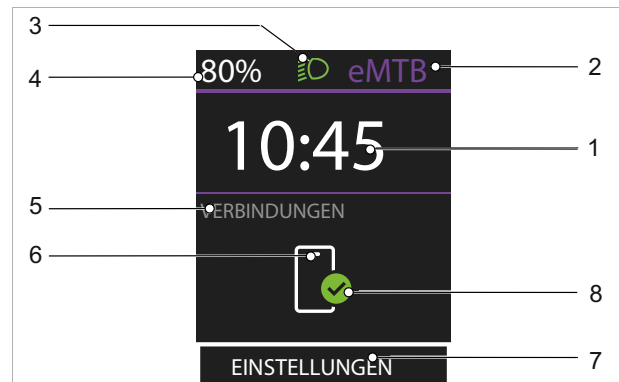 3
4 80% eMTB 2
10:45 1
5 VERBINDUNGEN
6
8
EINSTELLUNGEN 7